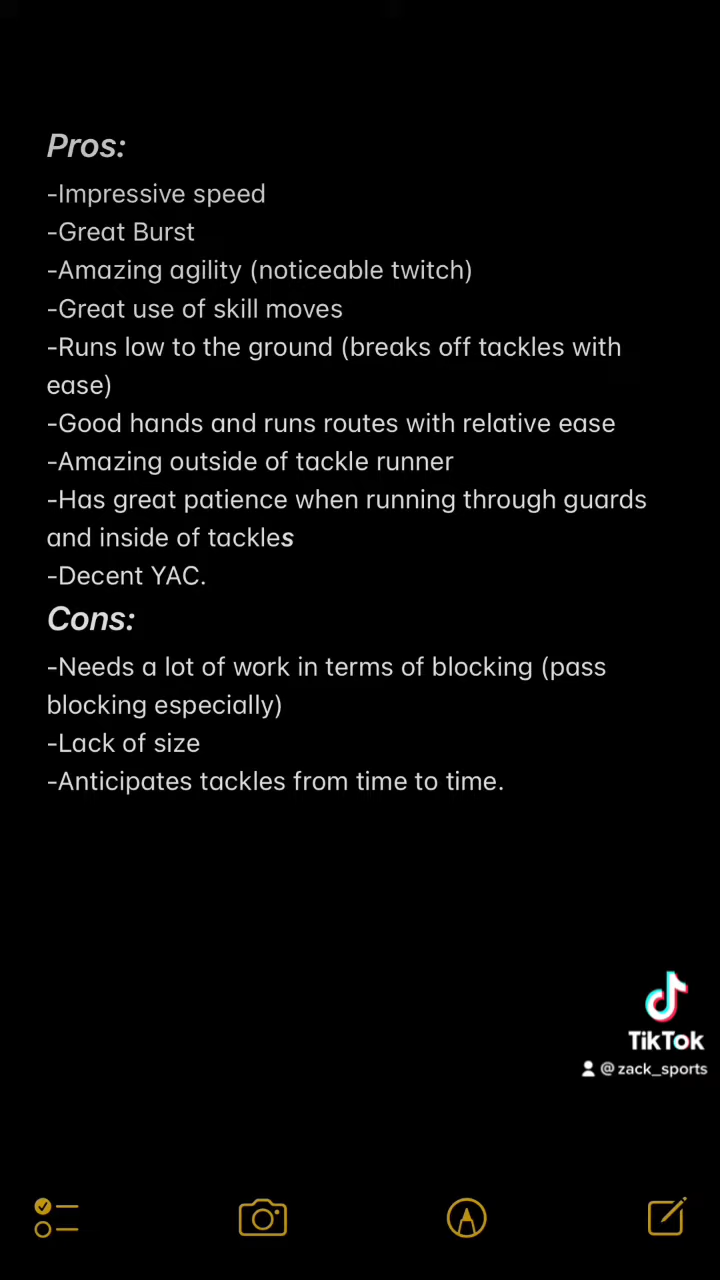 Pros:
-Impressive speed
-Great Burst
-Amazing agility (noticeable twitch)
-Great use of skill moves
-Runs low to the ground (breaks off tackles with
ease)
-Good hands and runs routes with relative ease
-Amazing outside of tackle runner
-Has great patience when running through guards
and inside of tackles
-Decent YAC.
Cons:
-Needs a lot of work in terms of blocking (pass
blocking especially)
-Lack of size
-Anticipates tackles from time to time.
TikTok
@zack_sports